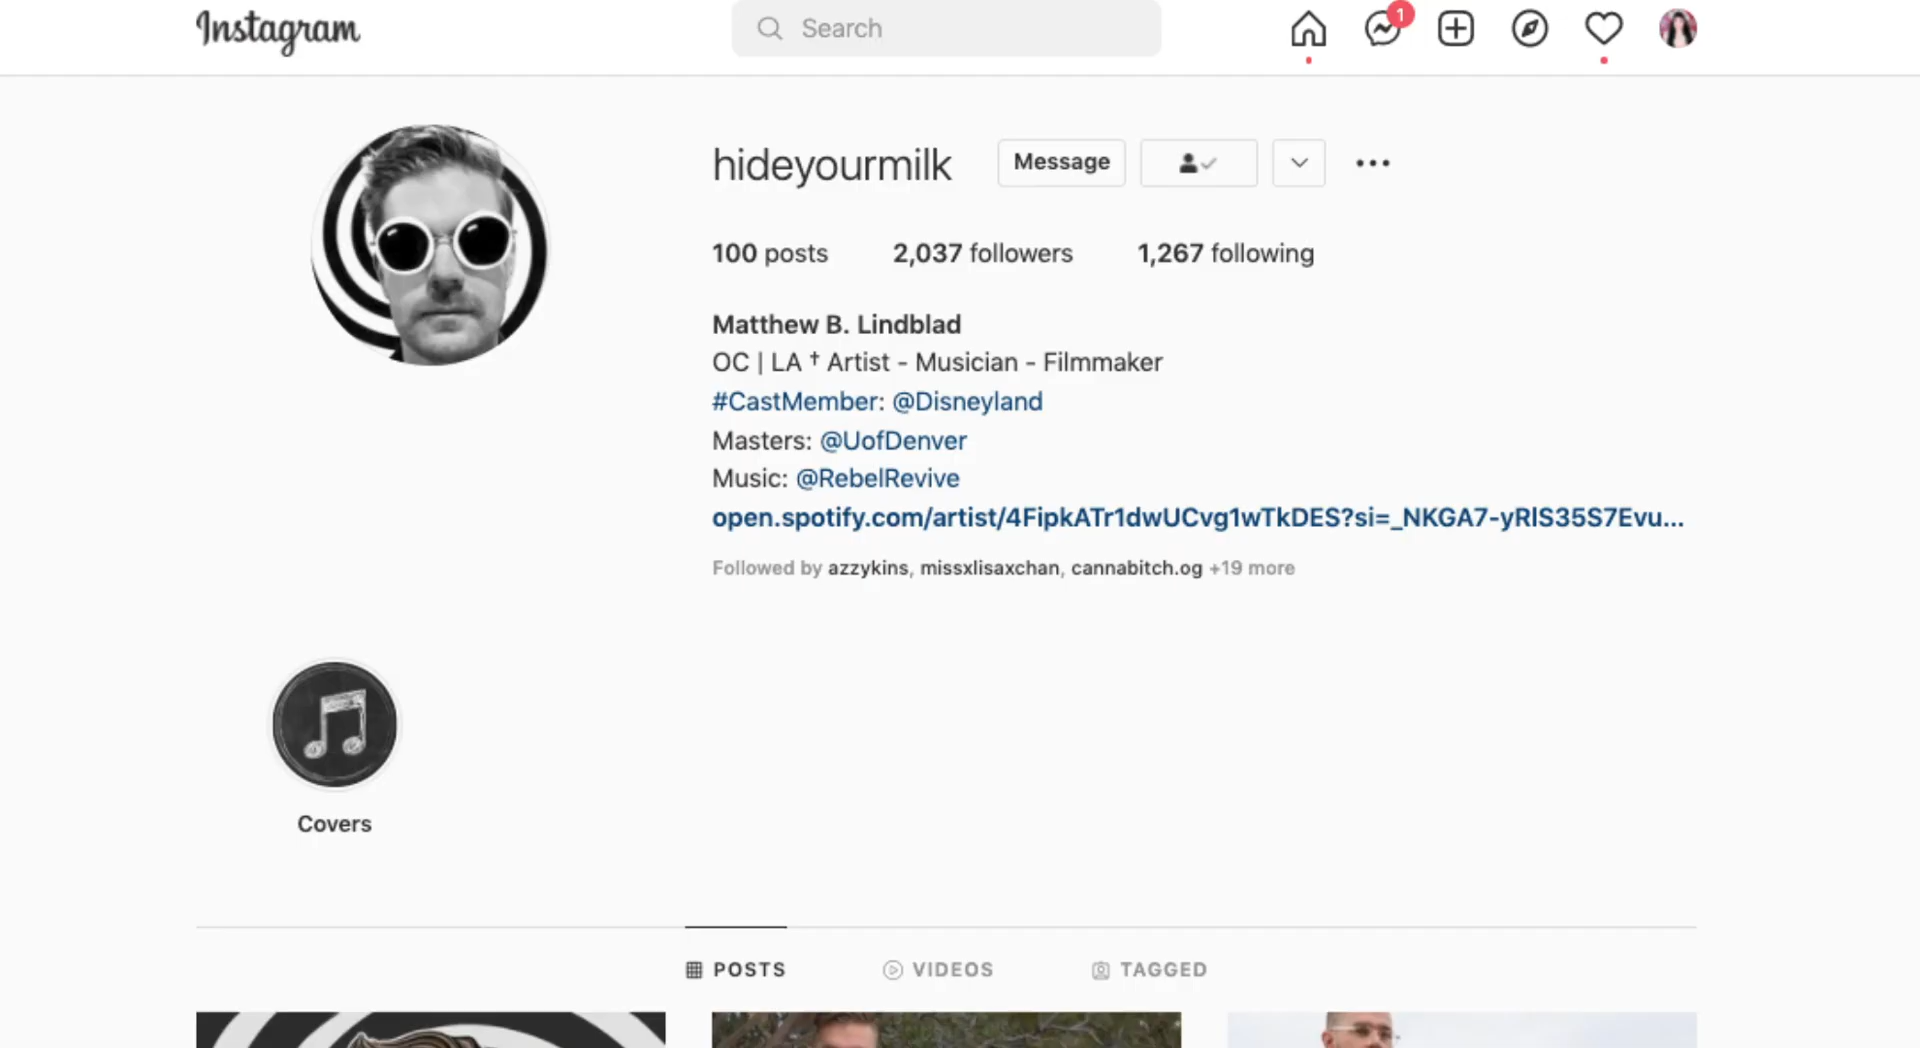 Instagram
Search
1
hideyourmilk
Message
100 posts 2,037 followers 1,267 following
Matthew B. Lindblad
OC | LA † Artist - Musician - Filmmaker
#CastMember: @Disneyland
Masters: @UofDenver
Music: @RebelRevive
open.spotify.com/artist/4FipkATr1dwUCvg1wTkDES?si=_NKGA7-yRlS35S7Evu...
Followed by azzykins, missxlisaxchan, cannabitch.og +19 more
Covers
POSTS VIDEOS TAGGED